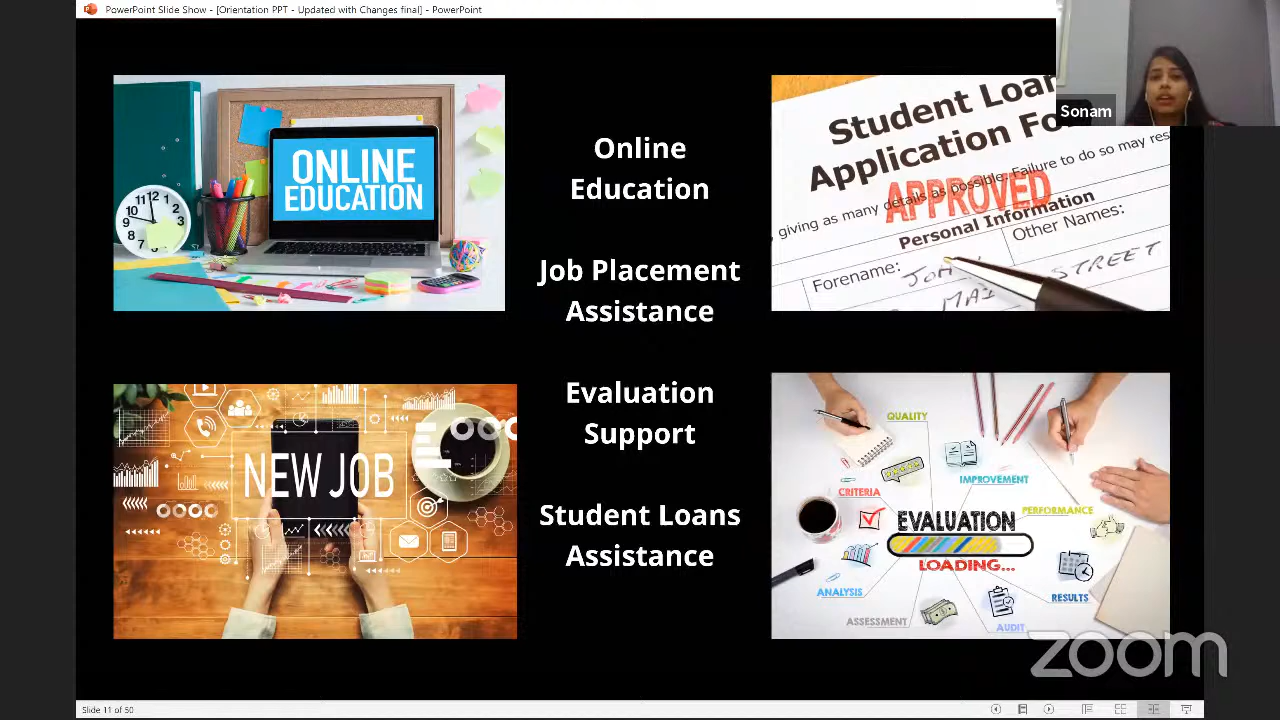 PowerPoint Slide Show - [Orientation PPT - Updated with Changes final] - PowerPoint
Sonam
ONLINE
EDUCATION
Online
Education
Job Placement
Assistance
Evaluation
Support
Student Loans
Assistance
Student Loan
Application Fo
giving as many details as possible. Failure to do so may res
APPROVED
Personal Information
Other Names:
Forename:
STREET
NEW JOB
QUALITY
IMPROVEMENT
CRITERIA
PERFORMANCE
EVALUATION
LOADING...
ANALYSIS
RESULTS
ASSESSMENT
AUDIT
zoom
Slide 11 of 50